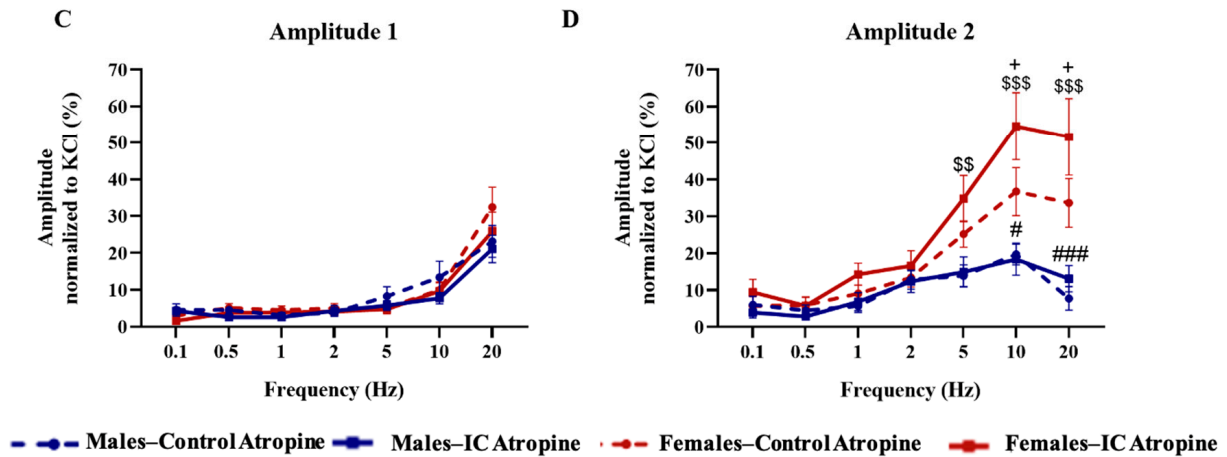 C
Amplitude 1
Amplitude
normalized to KCl (%)
70
60
50
40
30
20
10
0
0.1 0.5 1 2 5 10 20
Frequency (Hz)
D
Amplitude 2
Amplitude
normalized to KCl (%)
70
60
50
40
30
20
10
0
+ +
$$$ $$$
$$
#
###
0.1 0.5 1 2 5 10 20
Frequency (Hz)
Males–Control Atropine Males–IC Atropine Females–Control Atropine Females–IC Atropine